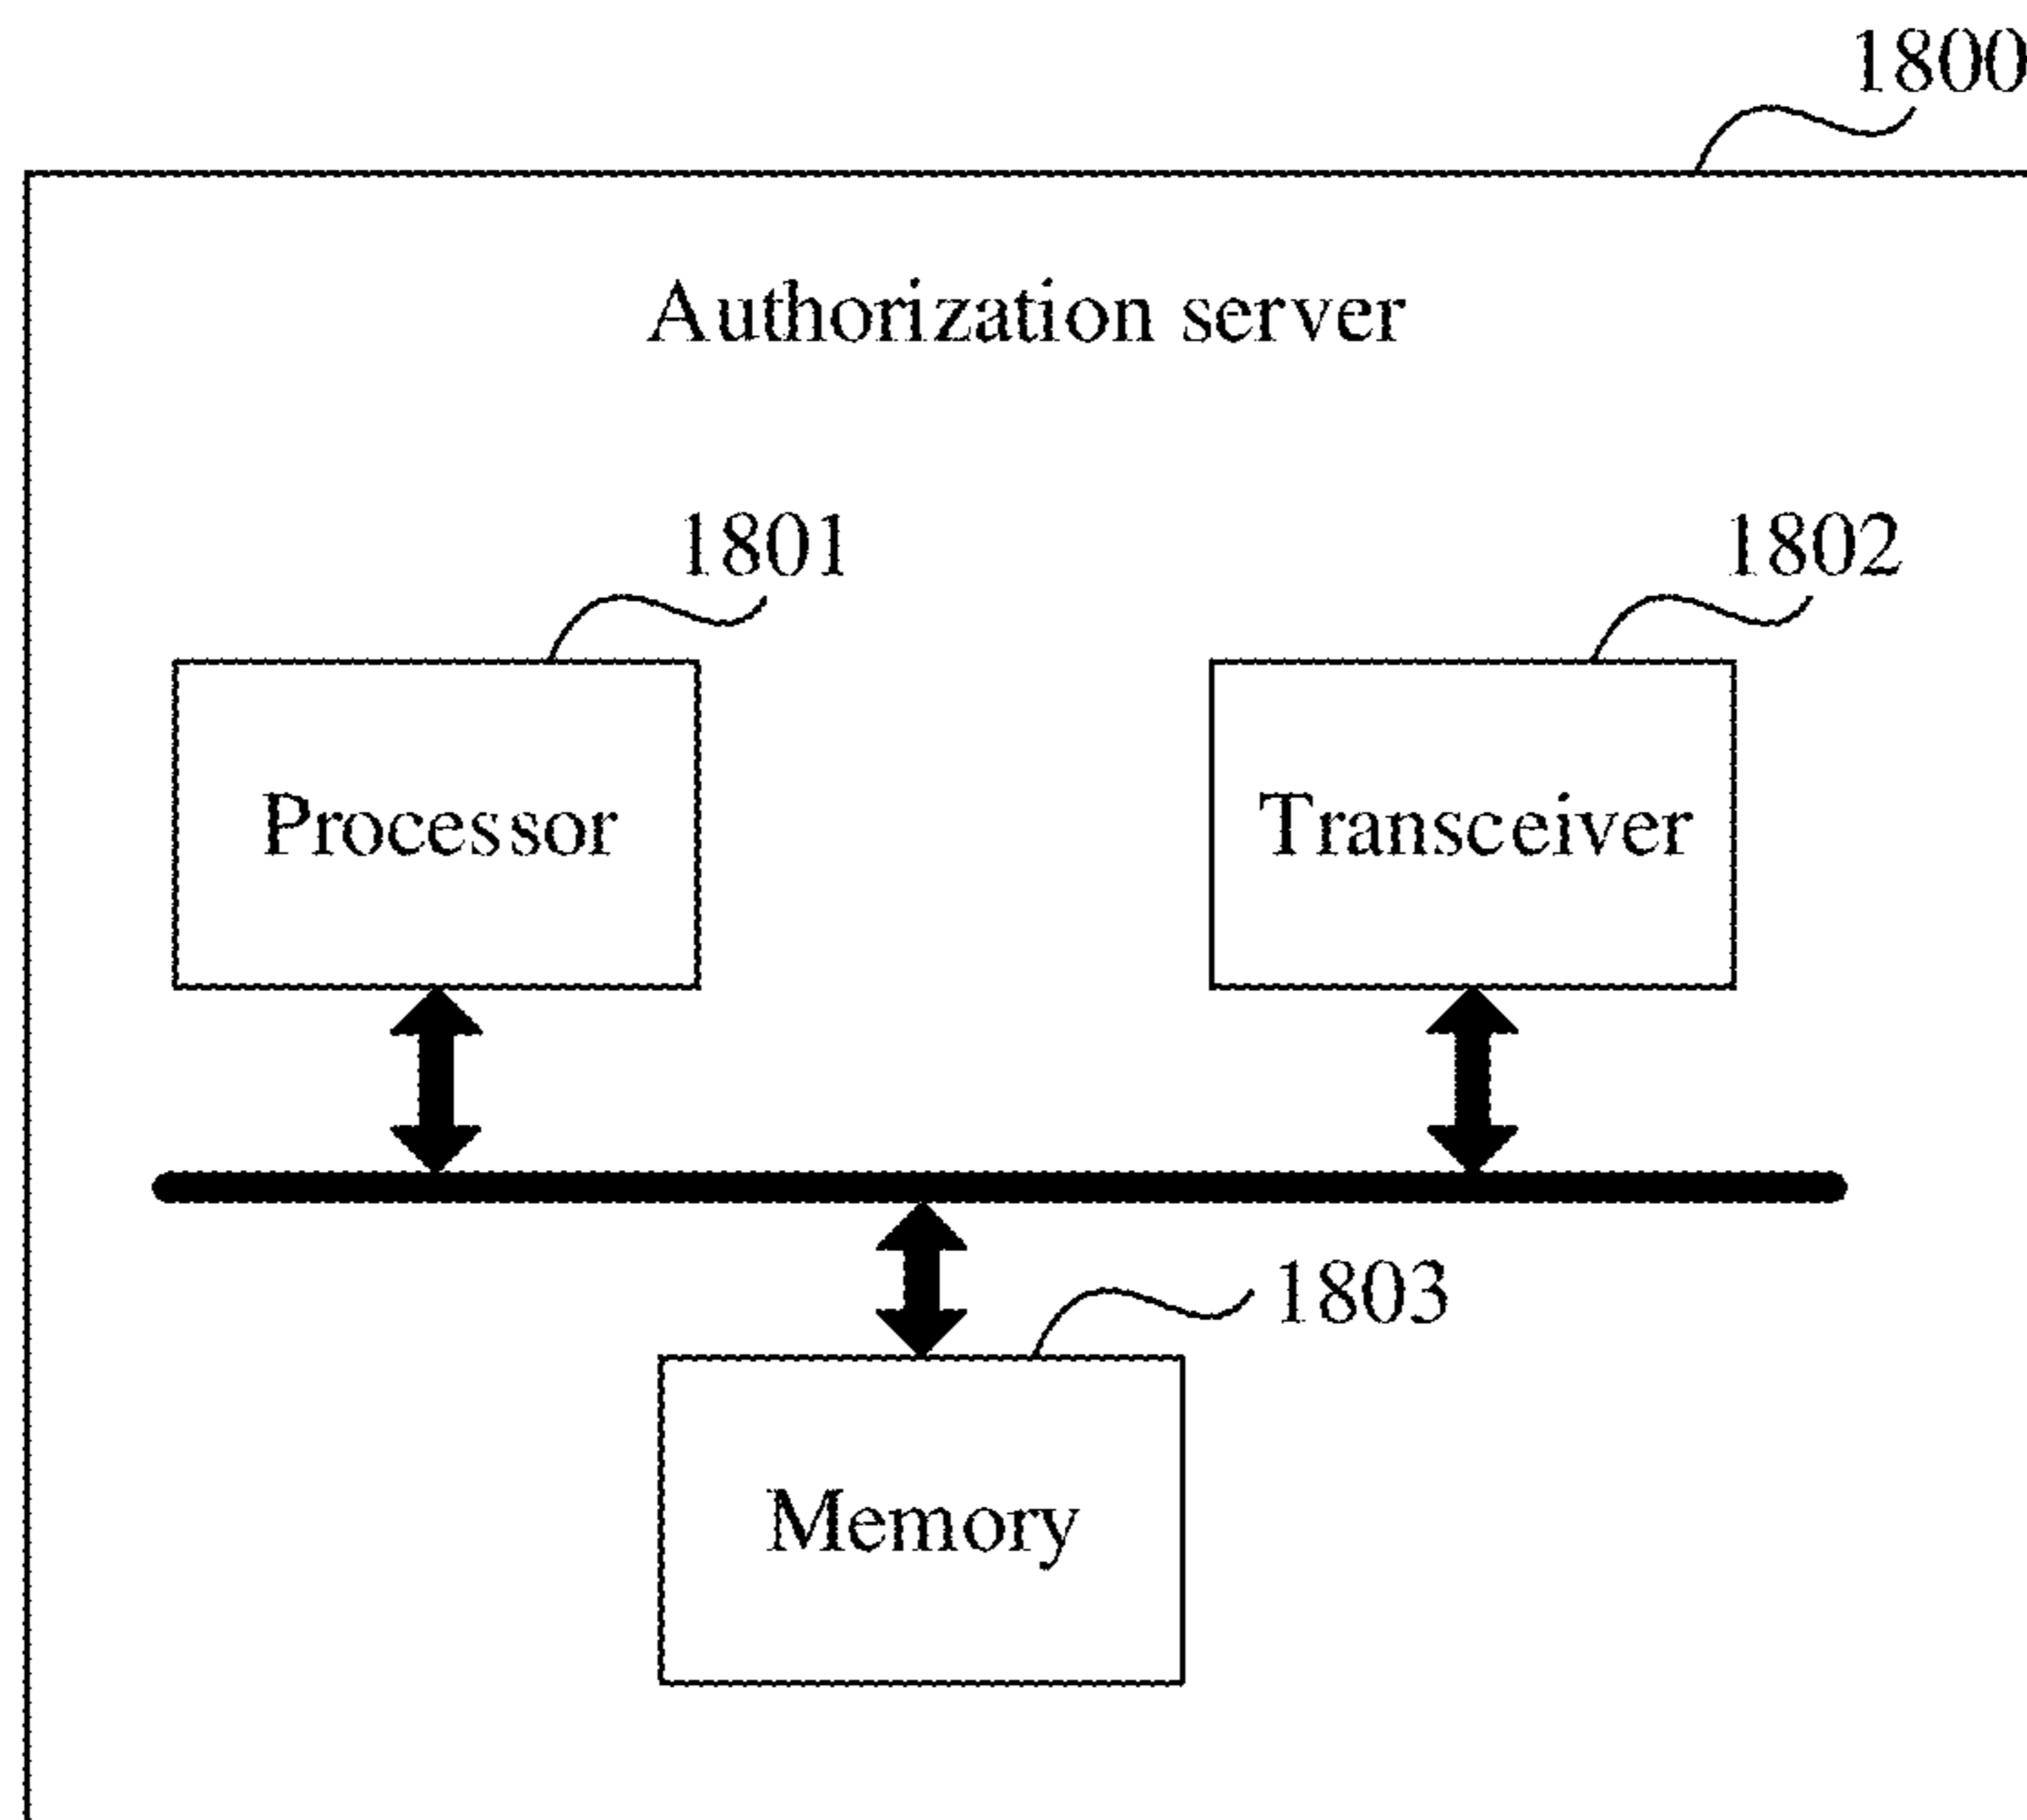 1800
Authorization server
1801
1802
Processor
Transceiver
1803
Memory